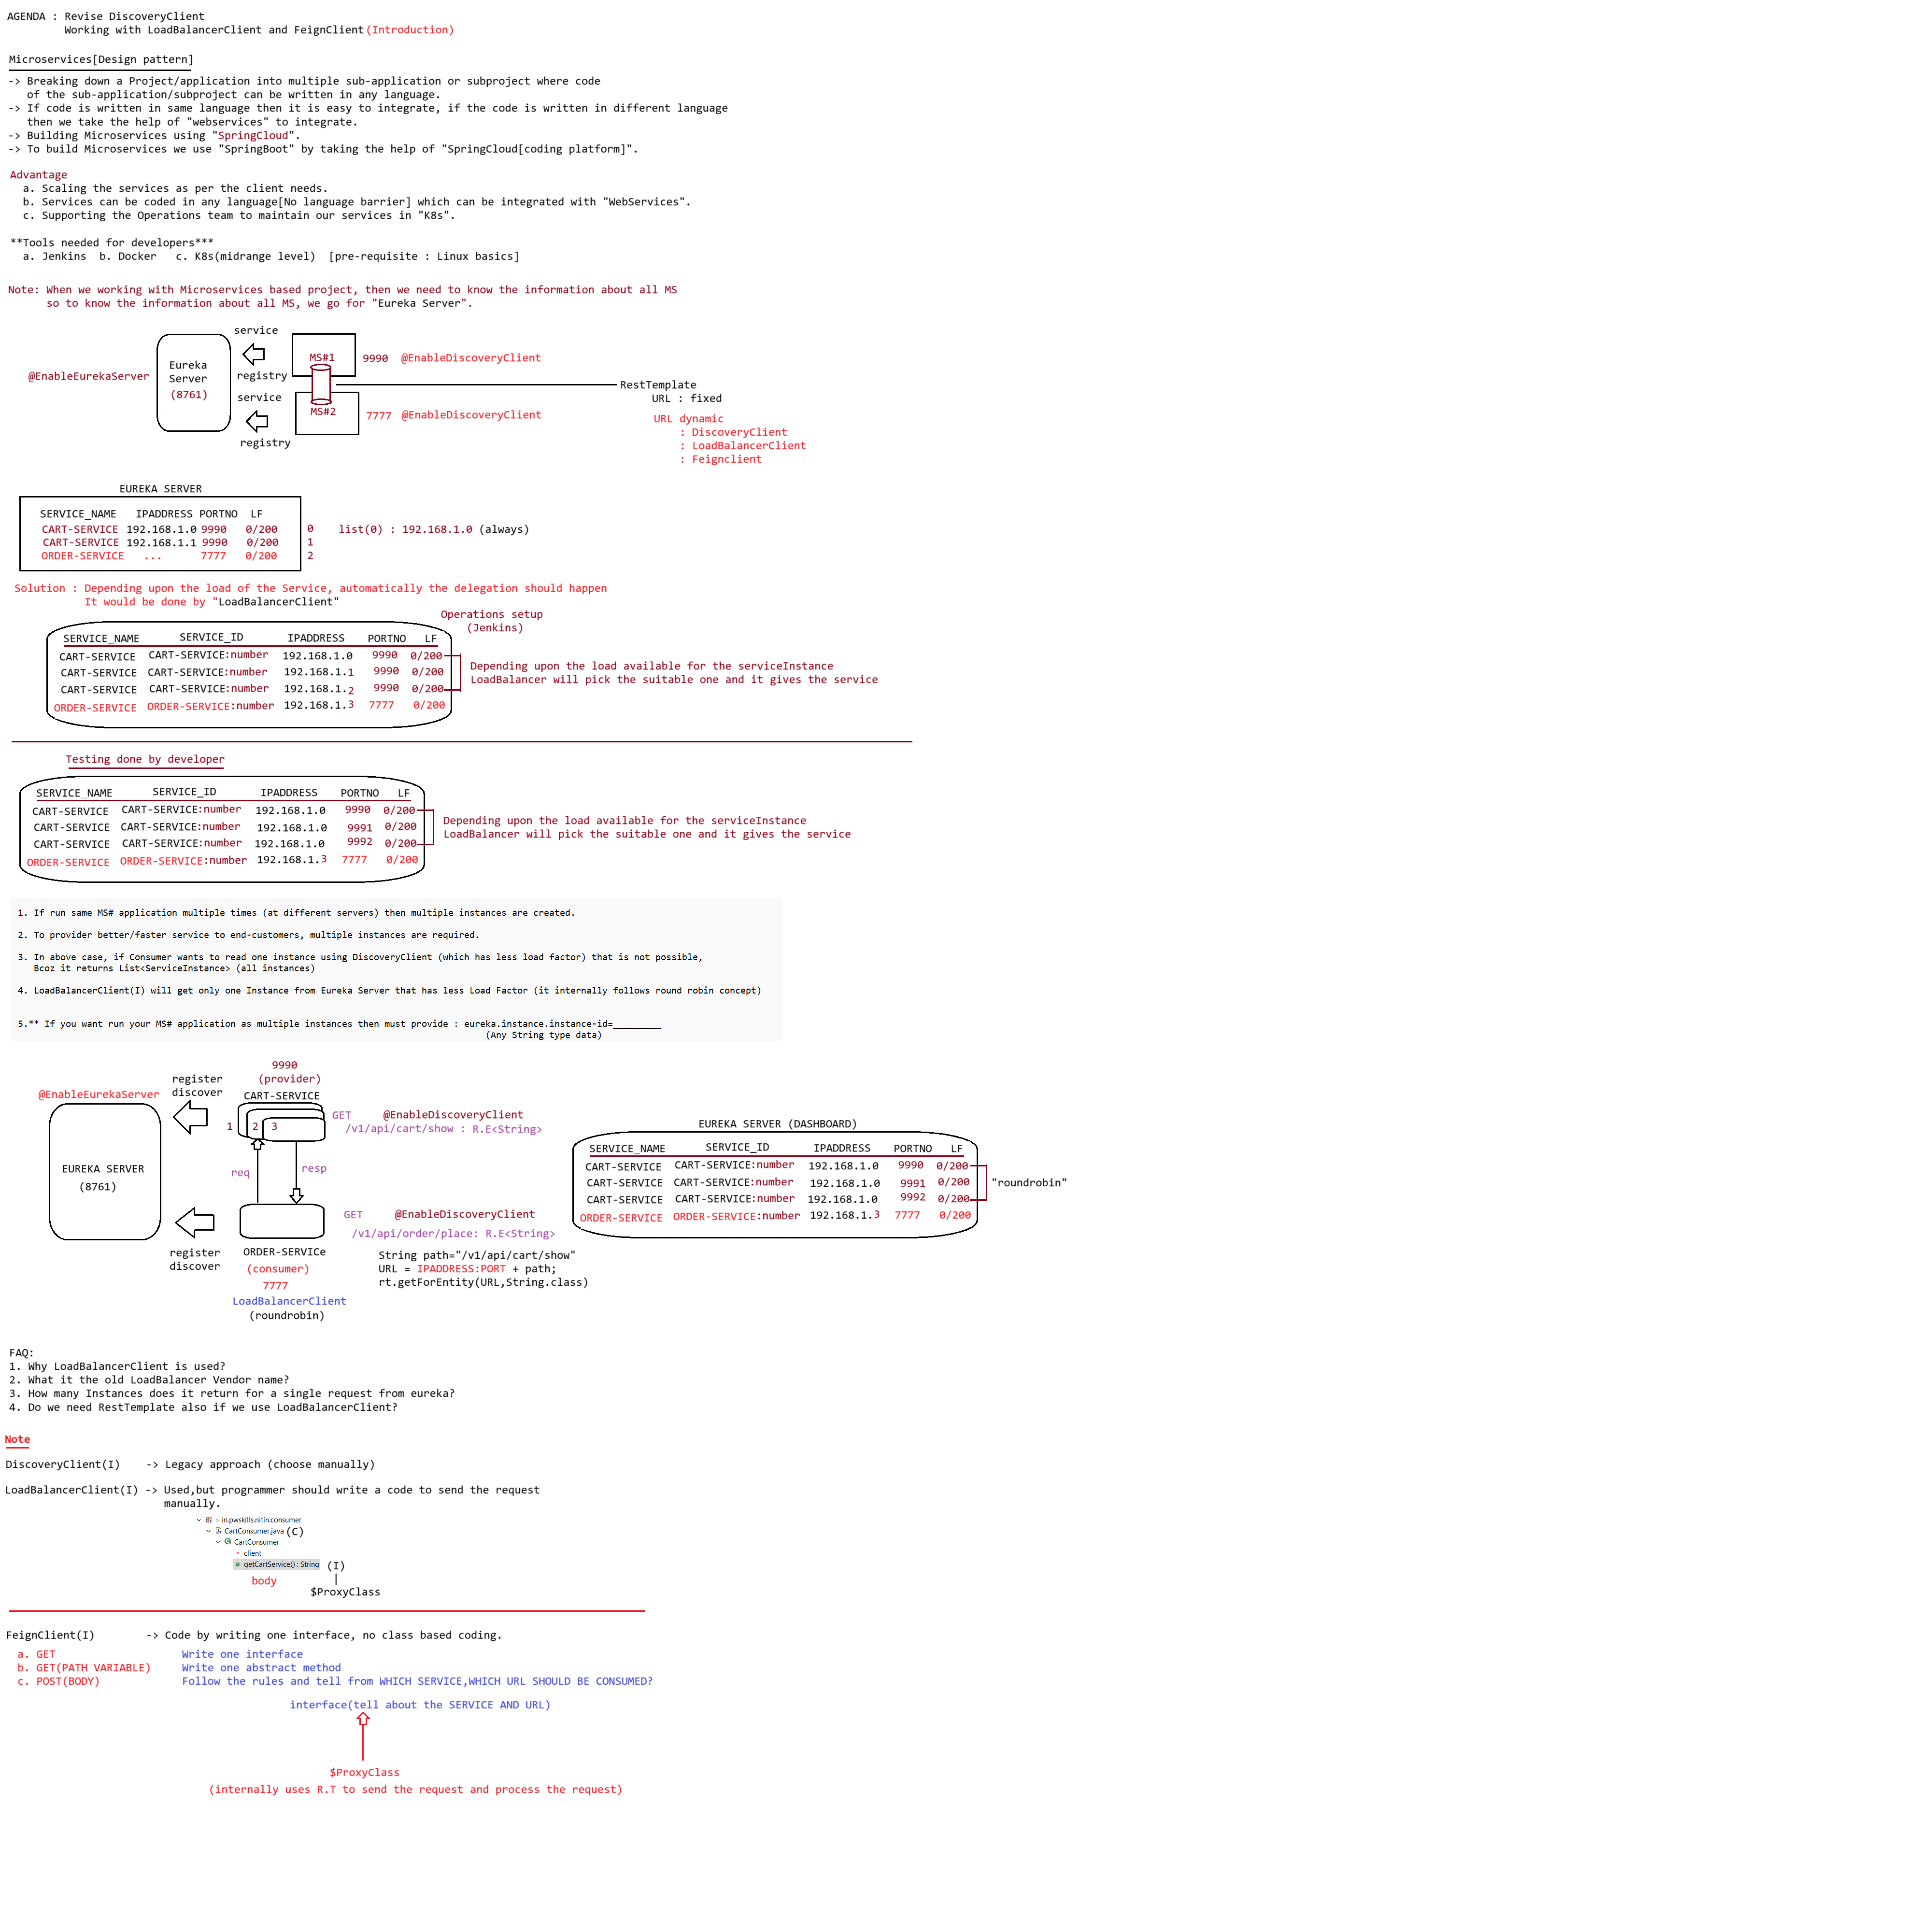 AGENDA : Revise DiscoveryClient
Working with LoadBalancerClient and FeignClient(Introduction)
Microservices[Design pattern]
-> Breaking down a Project/application into multiple sub-application or subproject where code
of the sub-application/subproject can be written in any language.
-> If code is written in same language then it is easy to integrate, if the code is written in different language
then we take the help of "webservices" to integrate.
-> Building Microservices using "SpringCloud".
-> To build Microservices we use "SpringBoot" by taking the help of "SpringCloud[coding platform]".
Advantage
a. Scaling the services as per the client needs.
b. Services can be coded in any language[No language barrier] which can be integrated with "WebServices".
c. Supporting the Operations team to maintain our services in "K8s".
**Tools needed for developers***
a. Jenkins b. Docker c. K8s(midrange level) [pre-requisite : Linux basics]
Note: When we working with Microservices based project, then we need to know the information about all MS
so to know the information about all MS, we go for "Eureka Server".
@EnableEurekaServer
Eureka
Server
(8761)
service
registry
service
registry
MS#1
9990 @EnableDiscoveryClient
MS#2
7777 @EnableDiscoveryClient
RestTemplate
URL : fixed
URL dynamic
: DiscoveryClient
: LoadBalancerClient
: Feignclient
EUREKA SERVER
SERVICE_NAME IPADDRESS PORTNO LF
CART-SERVICE 192.168.1.0 9990 0/200 0 list(0) : 192.168.1.0 (always)
CART-SERVICE 192.168.1.1 9990 0/200 1
ORDER-SERVICE ... 7777 0/200 2
Solution : Depending upon the load of the Service, automatically the delegation should happen
It would be done by "LoadBalancerClient"
Operations setup
(Jenkins)
SERVICE_NAME SERVICE_ID IPADDRESS PORTNO LF
CART-SERVICE CART-SERVICE:number 192.168.1.0 9990 0/200
CART-SERVICE CART-SERVICE:number 192.168.1.1 9990 0/200
CART-SERVICE CART-SERVICE:number 192.168.1.2 9990 0/200
ORDER-SERVICE ORDER-SERVICE:number 192.168.1.3 7777 0/200
Depending upon the load available for the serviceInstance
LoadBalancer will pick the suitable one and it gives the service
Testing done by developer
SERVICE_NAME SERVICE_ID IPADDRESS PORTNO LF
CART-SERVICE CART-SERVICE:number 192.168.1.0 9990 0/200
CART-SERVICE CART-SERVICE:number 192.168.1.0 9991 0/200
CART-SERVICE CART-SERVICE:number 192.168.1.0 9992 0/200
ORDER-SERVICE ORDER-SERVICE:number 192.168.1.3 7777 0/200
Depending upon the load available for the serviceInstance
LoadBalancer will pick the suitable one and it gives the service
1. If run same MS# application multiple times (at different servers) then multiple instances are created.
2. To provider better/faster service to end-customers, multiple instances are required.
3. In above case, if Consumer wants to read one instance using DiscoveryClient (which has less load factor) that is not possible,
Bcoz it returns List<ServiceInstance> (all instances)
4. LoadBalancerClient(I) will get only one Instance from Eureka Server that has less Load Factor (it internally follows round robin concept)
5.** If you want run your MS# application as multiple instances then must provide : eureka.instance.instance-id=_________
(Any String type data)
@EnableEurekaServer
EUREKA SERVER
(8761)
register
discover
9990
(provider)
CART-SERVICE
1 2 3
GET @EnableDiscoveryClient
/v1/api/cart/show : R.E<String>
req
resp
GET @EnableDiscoveryClient
/v1/api/order/place: R.E<String>
register
discover
ORDER-SERVICe
(consumer)
7777
LoadBalancerClient
(roundrobin)
String path="/v1/api/cart/show"
URL = IPADDRESS:PORT + path;
rt.getForEntity(URL,String.class)
EUREKA SERVER (DASHBOARD)
SERVICE_NAME SERVICE_ID IPADDRESS PORTNO LF
CART-SERVICE CART-SERVICE:number 192.168.1.0 9990 0/200
CART-SERVICE CART-SERVICE:number 192.168.1.0 9991 0/200
CART-SERVICE CART-SERVICE:number 192.168.1.0 9992 0/200
ORDER-SERVICE ORDER-SERVICE:number 192.168.1.3 7777 0/200
"roundrobin"
FAQ:
1. Why LoadBalancerClient is used?
2. What it the old LoadBalancer Vendor name?
3. How many Instances does it return for a single request from eureka?
4. Do we need RestTemplate also if we use LoadBalancerClient?
Note
DiscoveryClient(I) -> Legacy approach (choose manually)
LoadBalancerClient(I) -> Used,but programmer should write a code to send the request
manually.
> in.pwskills.nitin.consumer
CartConsumer.java (C)
CartConsumer
client
getCartService() : String (I)
body
$ProxyClass
FeignClient(I) -> Code by writing one interface, no class based coding.
a. GET Write one interface
b. GET(PATH VARIABLE) Write one abstract method
c. POST(BODY) Follow the rules and tell from WHICH SERVICE,WHICH URL SHOULD BE CONSUMED?
interface(tell about the SERVICE AND URL)
$ProxyClass
(internally uses R.T to send the request and process the request)